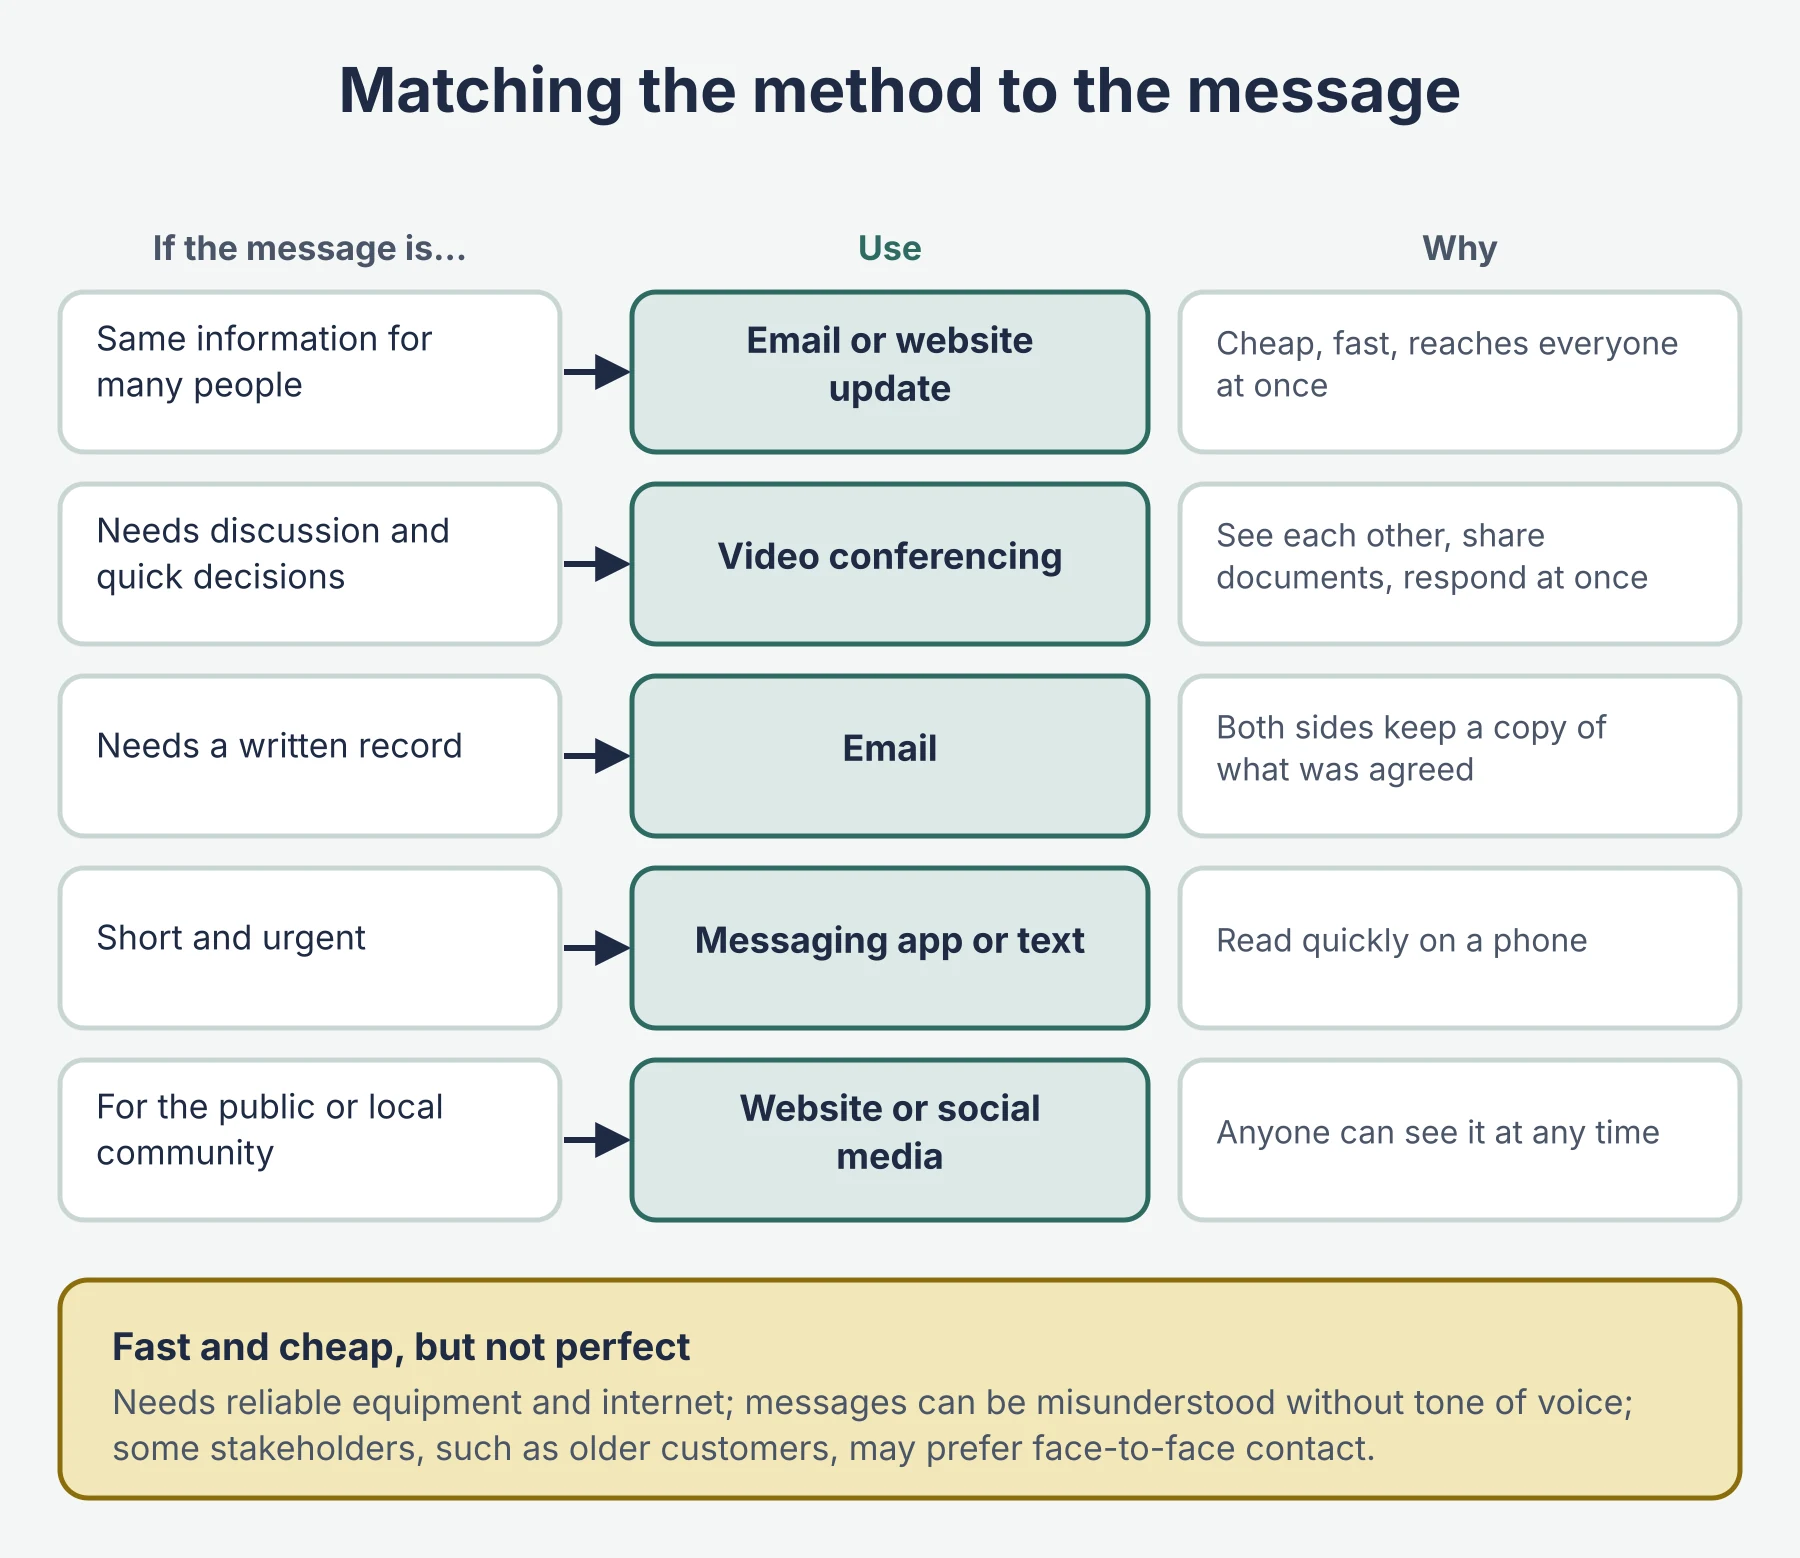 Matching the method to the message
If the message is...
Use
Why
Same information for
many people
Email or website
update
Cheap, fast, reaches everyone
at once
Needs discussion and
quick decisions
Video conferencing
See each other, share
documents, respond at once
Needs a written record
Email
Both sides keep a copy of
what was agreed
Short and urgent
Messaging app or text
Read quickly on a phone
For the public or local
community
Website or social
media
Anyone can see it at any time
Fast and cheap, but not perfect
Needs reliable equipment and internet; messages can be misunderstood without tone of voice;
some stakeholders, such as older customers, may prefer face-to-face contact.